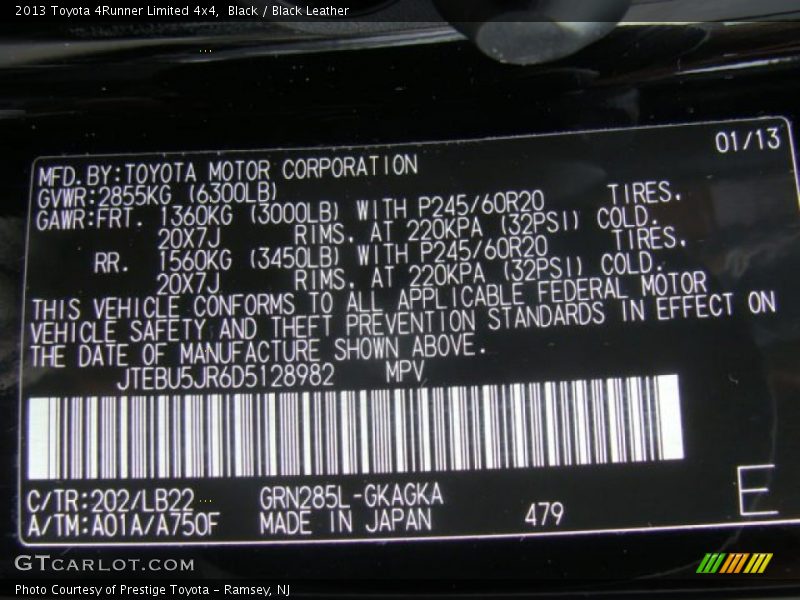 2013 Toyota 4Runner Limited 4x4,  Black / Black Leather
01/13
MFD.BY:TOYOTA MOTOR CORPORATION
GVWR:2855KG (6300LB)
GAWR:FRT. 1360KG (3000LB) WITH P245/60R20 TIRES.
20X7J RIMS. AT 220KPA (32PSI) COLD.
RR. 1560KG (3450LB) WITH P245/60R20 TIRES.
20X7J RIMS. AT 220KPA (32PSI) COLD.
THIS VEHICLE CONFORMS TO ALL APPLICABLE FEDERAL MOTOR
VEHICLE SAFETY AND THEFT PREVENTION STANDARDS IN EFFECT ON
THE DATE OF MANUFACTURE SHOWN ABOVE.
JTEBU5JR6D5128982 MPV
C/TR:202/LB22 GRN285L-GKAGKA
A/TM:A01A/A750F MADE IN JAPAN 479 E
GTCARLOT.COM
Photo Courtesy of Prestige Toyota - Ramsey, NJ